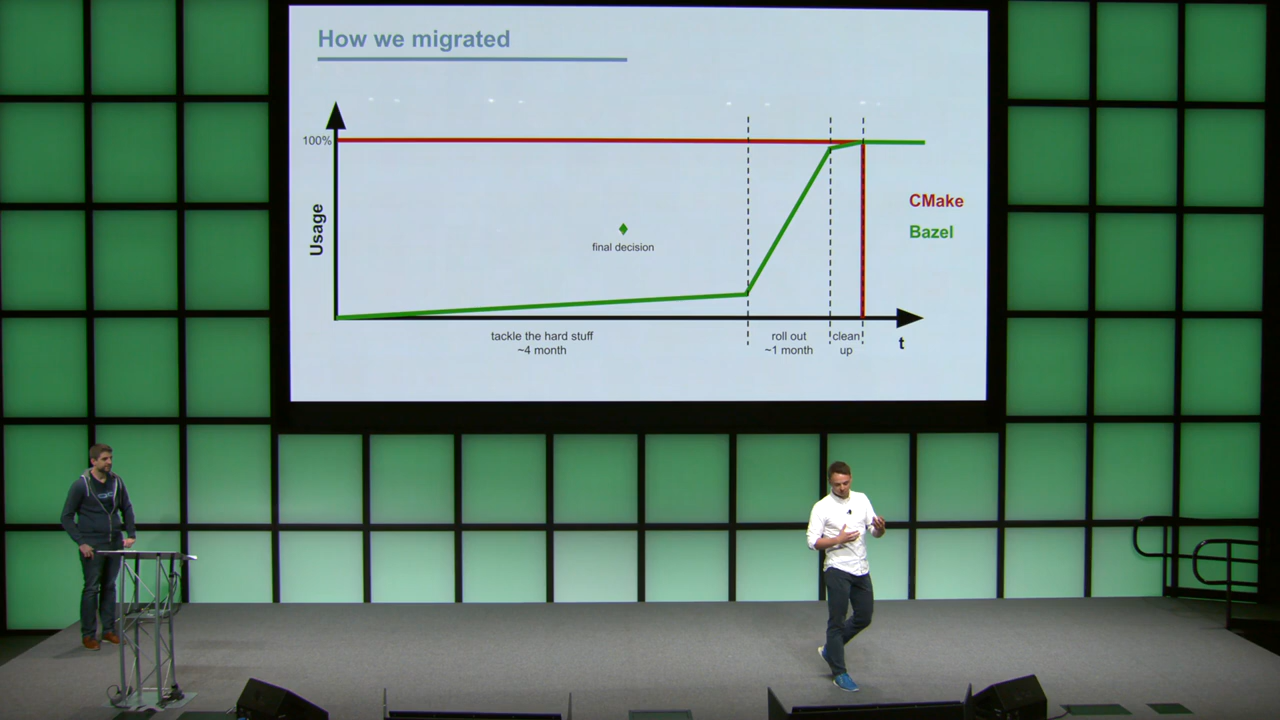 How we migrated
100%
Usage
CMake
Bazel
final decision
tackle the hard stuff
~4 month
roll out
~1 month
clean
up
t